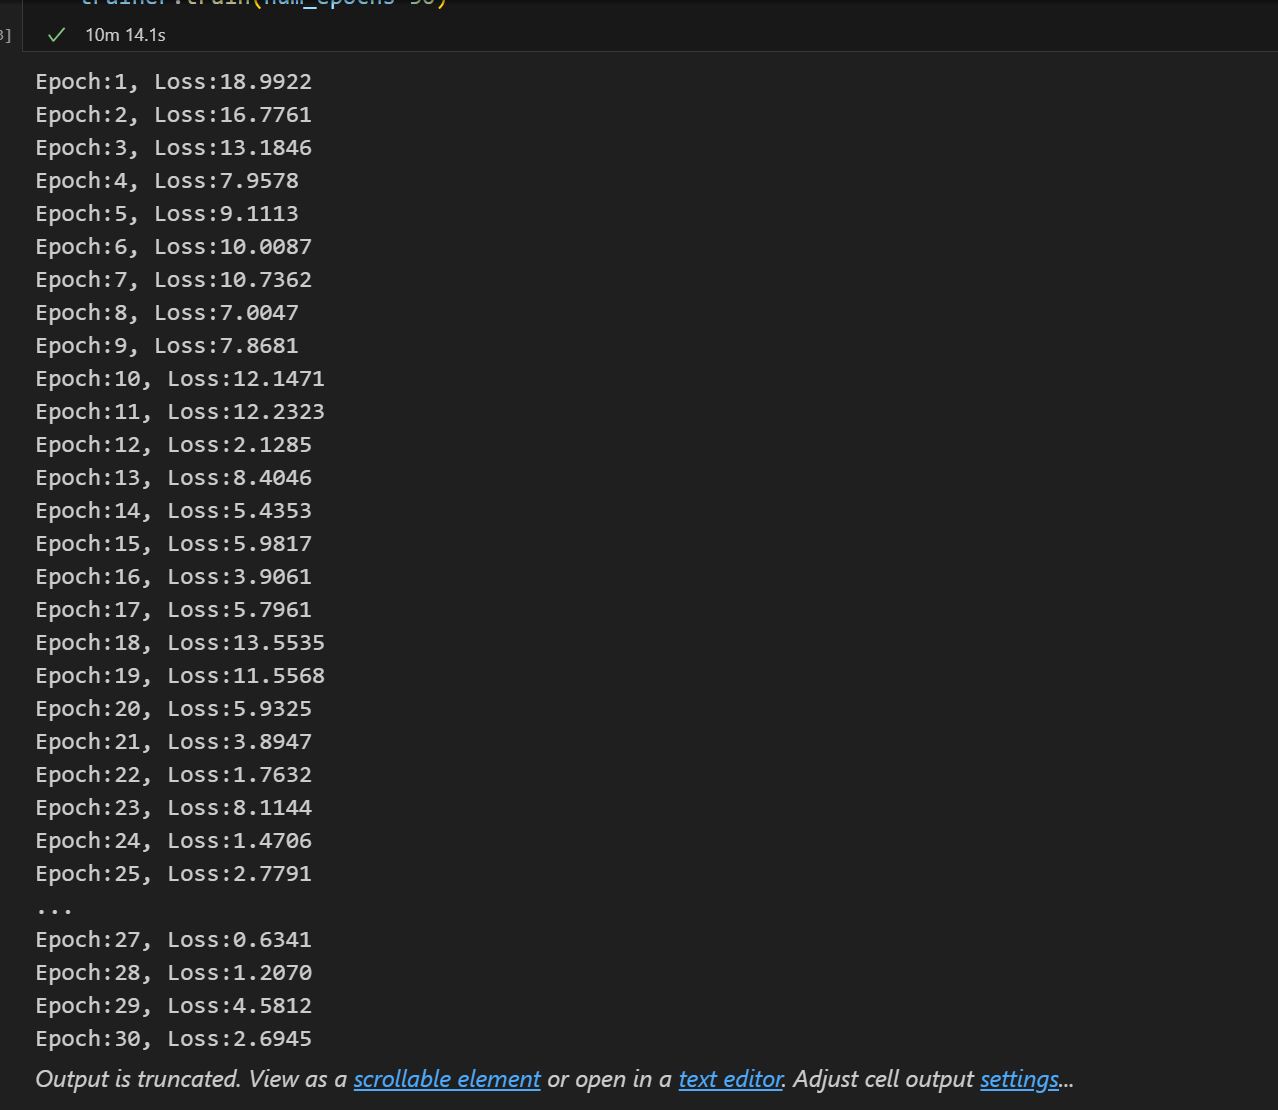 trainer.train(num_epochs=30)
3]
10m 14.1s
Epoch:1, Loss:18.9922
Epoch:2, Loss:16.7761
Epoch:3, Loss:13.1846
Epoch:4, Loss:7.9578
Epoch:5, Loss:9.1113
Epoch:6, Loss:10.0087
Epoch:7, Loss:10.7362
Epoch:8, Loss:7.0047
Epoch:9, Loss:7.8681
Epoch:10, Loss:12.1471
Epoch:11, Loss:12.2323
Epoch:12, Loss:2.1285
Epoch:13, Loss:8.4046
Epoch:14, Loss:5.4353
Epoch:15, Loss:5.9817
Epoch:16, Loss:3.9061
Epoch:17, Loss:5.7961
Epoch:18, Loss:13.5535
Epoch:19, Loss:11.5568
Epoch:20, Loss:5.9325
Epoch:21, Loss:3.8947
Epoch:22, Loss:1.7632
Epoch:23, Loss:8.1144
Epoch:24, Loss:1.4706
Epoch:25, Loss:2.7791
...
Epoch:27, Loss:0.6341
Epoch:28, Loss:1.2070
Epoch:29, Loss:4.5812
Epoch:30, Loss:2.6945
Output is truncated. View as a scrollable element or open in a text editor. Adjust cell output settings...